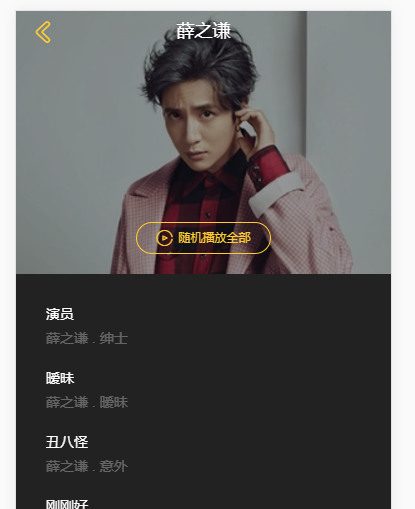 薛之谦
随机播放全部
演员
薛之谦 . 绅士
暧昧
薛之谦 . 暧昧
丑八怪
薛之谦 . 意外
刚刚好